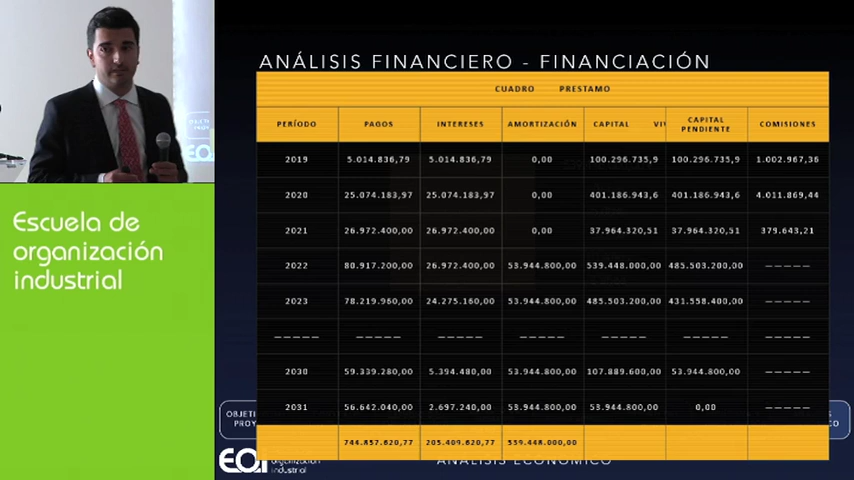 ANÁLISIS FINANCIERO - FINANCIACIÓN
CUADRO PRESTAMO
PERÍODO PAGOS INTERESES AMORTIZACIÓN CAPITAL VIV CAPITAL PENDIENTE COMISIONES
2019 5.014.836,79 5.014.836,79 0,00 100.296.735,9 100.296.735,9 1.002.967,36
2020 25.074.183,97 25.074.183,97 0,00 401.186.943,6 401.186.943,6 4.011.869,44
2021 26.972.400,00 26.972.400,00 0,00 37.964.320,51 37.964.320,51 379.643,21
2022 80.917.200,00 26.972.400,00 53.944.800,00 539.448.000,00 485.503.200,00 —————
2023 78.219.960,00 24.275.160,00 53.944.800,00 485.503.200,00 431.558.400,00 —————
————— ————— ————— ————— ————— ————— —————
2030 59.339.280,00 5.394.480,00 53.944.800,00 107.889.600,00 53.944.800,00 —————
2031 56.642.040,00 2.697.240,00 53.944.800,00 53.944.800,00 0,00 —————
744.857.620,77 205.409.620,77 539.448.000,00
ANÁLISIS ECONÓMICO
Escuela de
organización
industrial
eoi organización
industrial